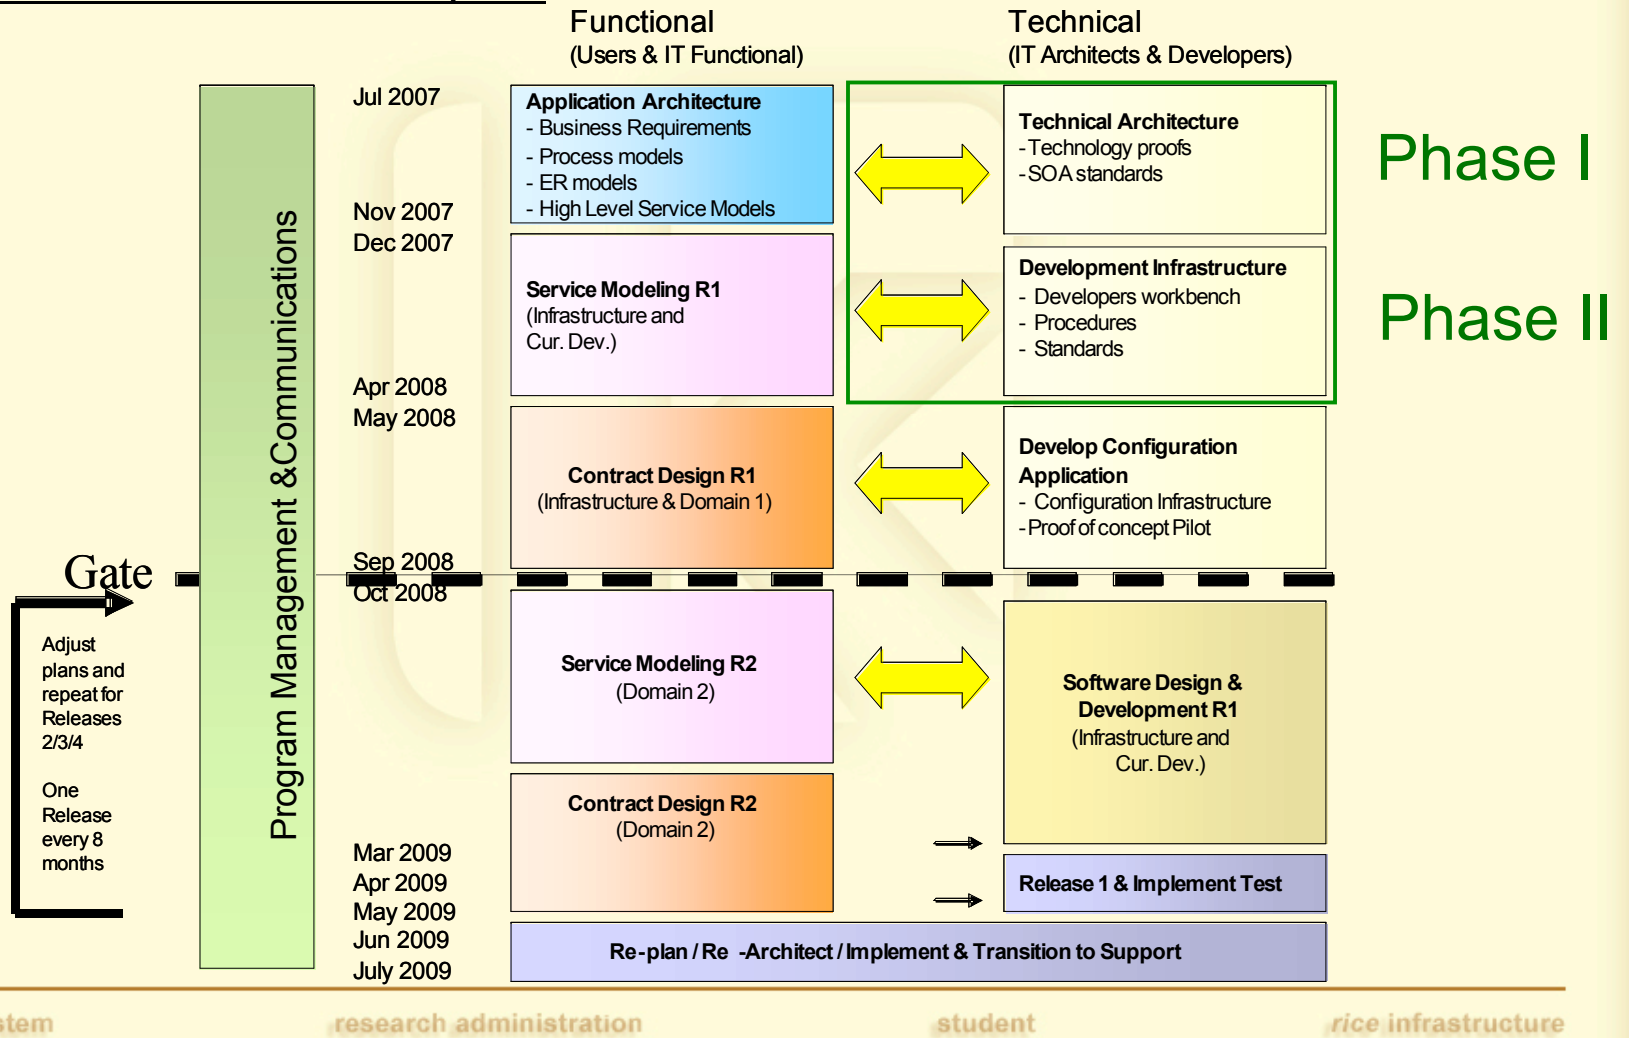 Functional
(Users & IT Functional)
Technical
(IT Architects & Developers)
Program Management &Communications
Jul 2007
Nov 2007
Dec 2007
Apr 2008
May 2008
Sep 2008
Oct 2008
Mar 2009
Apr 2009
May 2009
Jun 2009
July 2009
Application Architecture
- Business Requirements
- Process models
- ER models
- High Level Service Models
Technical Architecture
-Technology proofs
-SOA standards
Phase I
Service Modeling R1
(Infrastructure and
Cur. Dev.)
Development Infrastructure
- Developers workbench
- Procedures
- Standards
Phase II
Contract Design R1
(Infrastructure & Domain 1)
Develop Configuration
Application
- Configuration Infrastructure
-Proof of concept Pilot
Gate
Adjust
plans and
repeat for
Releases
2/3/4
One
Release
every 8
months
Service Modeling R2
(Domain 2)
Software Design &
Development R1
(Infrastructure and
Cur. Dev.)
Contract Design R2
(Domain 2)
Release 1 & Implement Test
Re-plan / Re -Architect / Implement & Transition to Support
stem
research administration
student
rice infrastructure